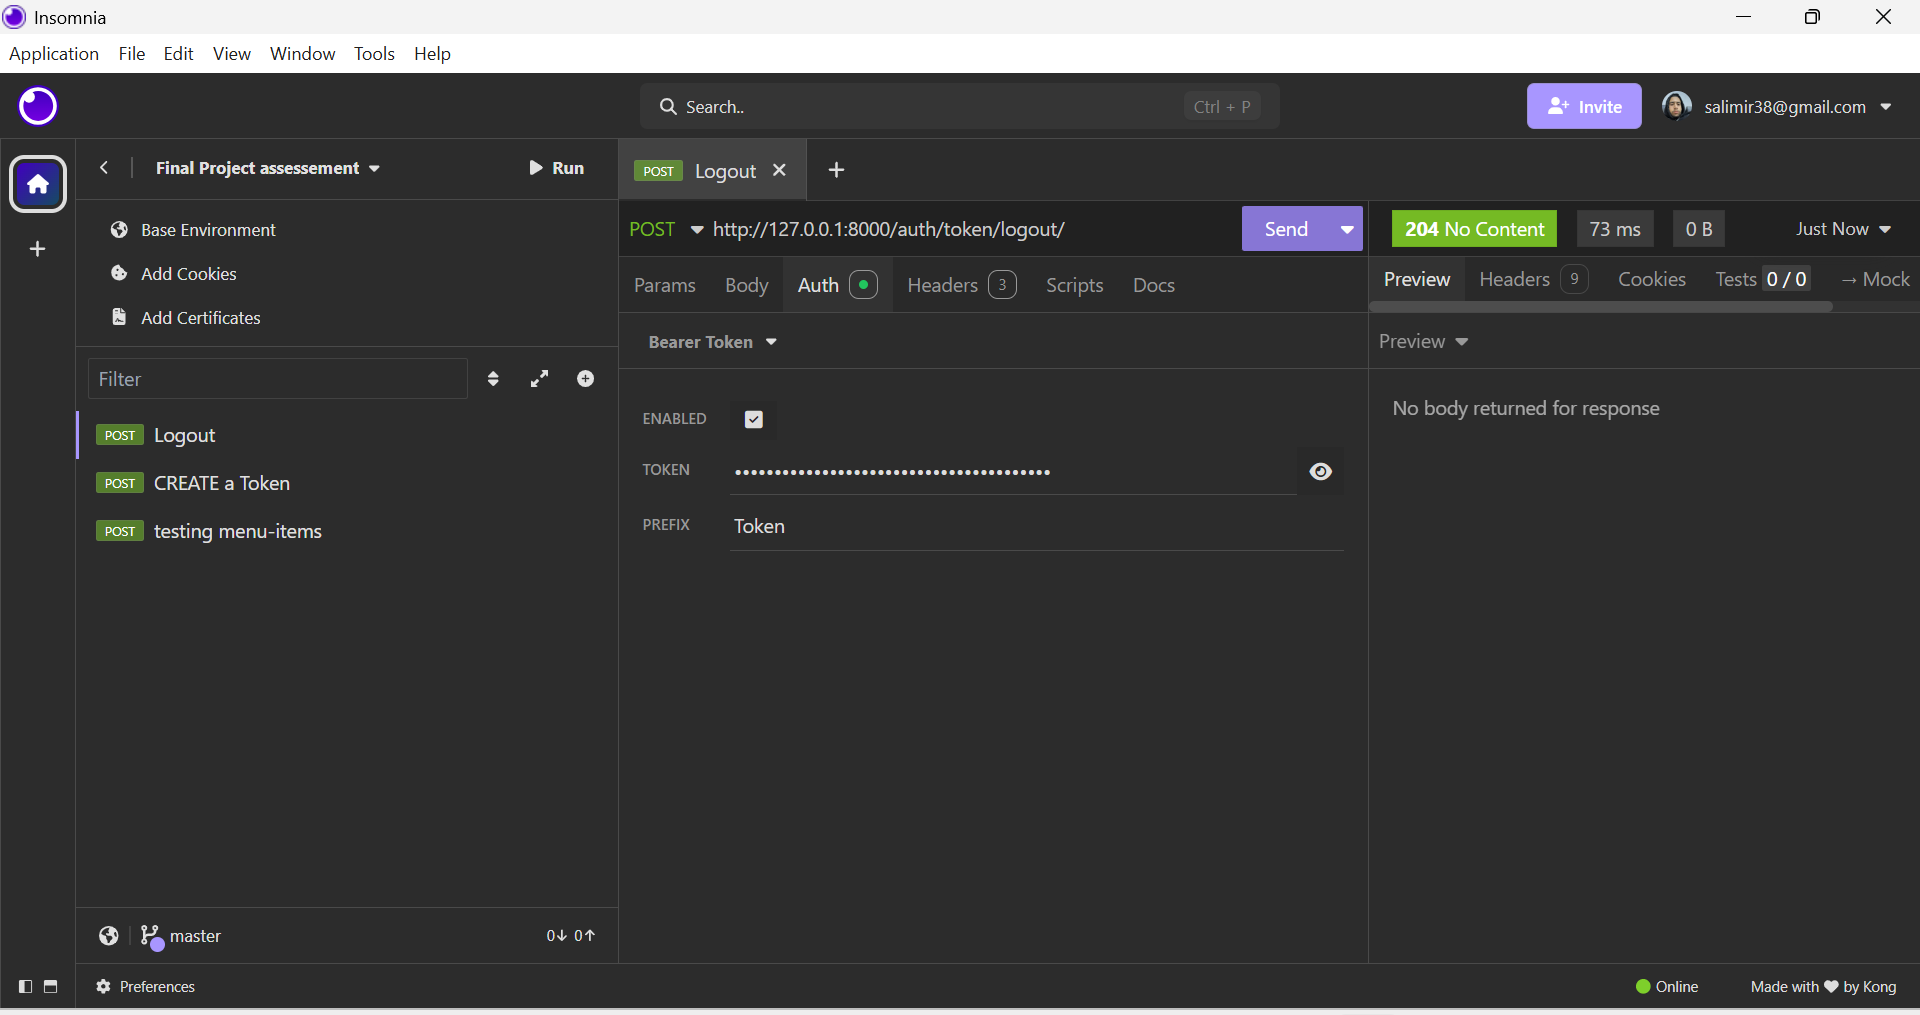 Insomnia
Application File Edit View Window Tools Help
Search.. Ctrl + P
Invite
salimir38@gmail.com
Final Project assessement
Run
POST Logout
Base Environment
Add Cookies
Add Certificates
Filter
POST Logout
POST CREATE a Token
POST testing menu-items
master
0↓ 0↑
POST http://127.0.0.1:8000/auth/token/logout/
Send
Params Body Auth Headers 3 Scripts Docs
Bearer Token
ENABLED
TOKEN ••••••••••••••••••••••••••••••••••••••••
PREFIX Token
204 No Content 73 ms 0 B Just Now
Preview Headers 9 Cookies Tests 0 / 0 → Mock
Preview
No body returned for response
Preferences
Online
Made with ♥ by Kong